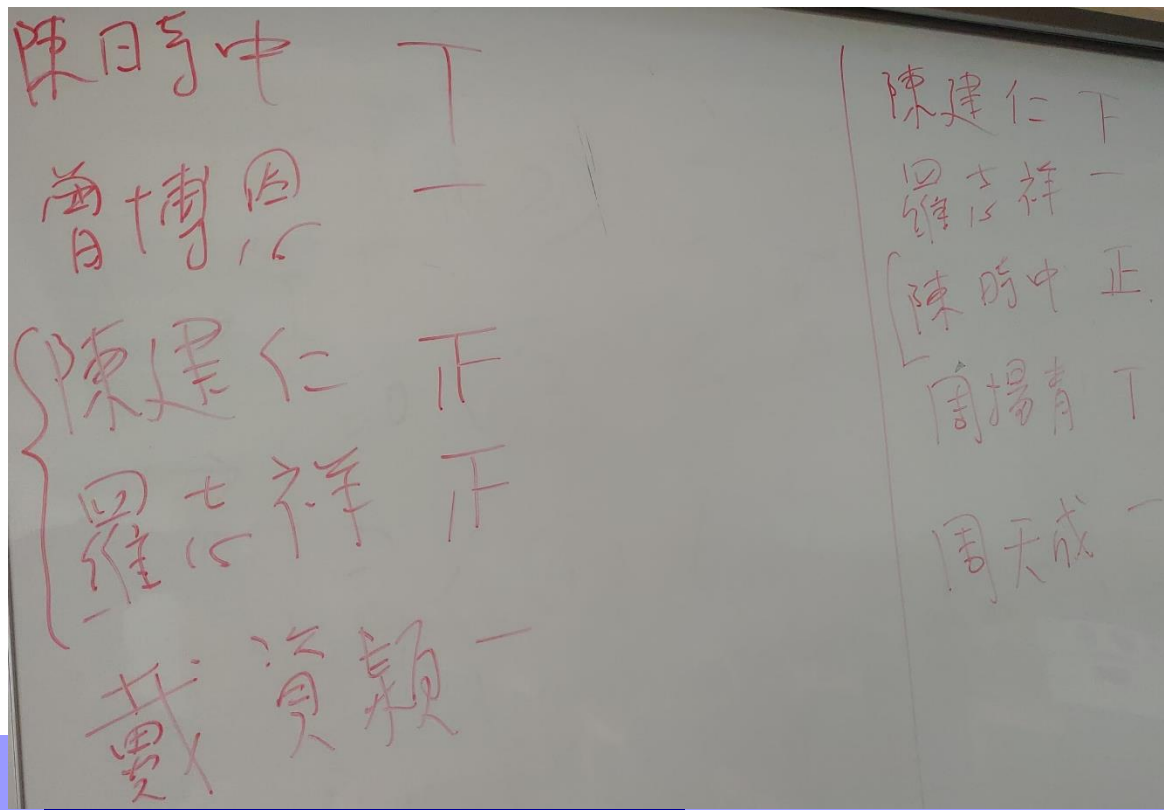 陳時中 丅
曾博恩 一
陳建仁 正
羅志祥 正
戴資穎 一
陳建仁 下
羅志祥 一
陳時中 正
周揚青 丅
周天成 一